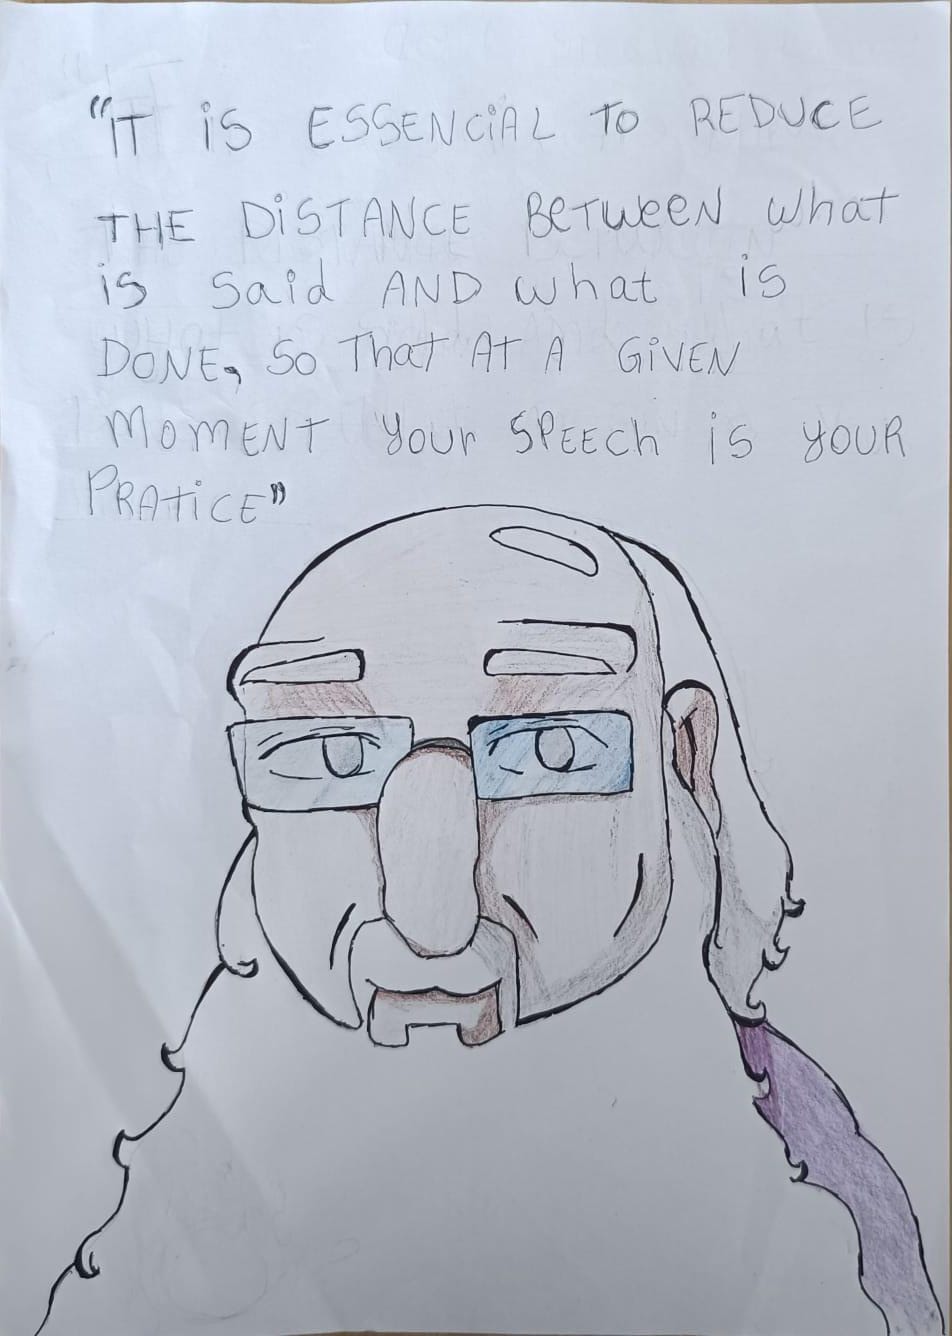 "IT iS ESSENCiAL To REDUCE
THE DiSTANCE BeTweeN what
is Said AND what is
DONE, So That AT A GiVEN
MOMENT Your SPEECh is YOUR
PRATiCE"